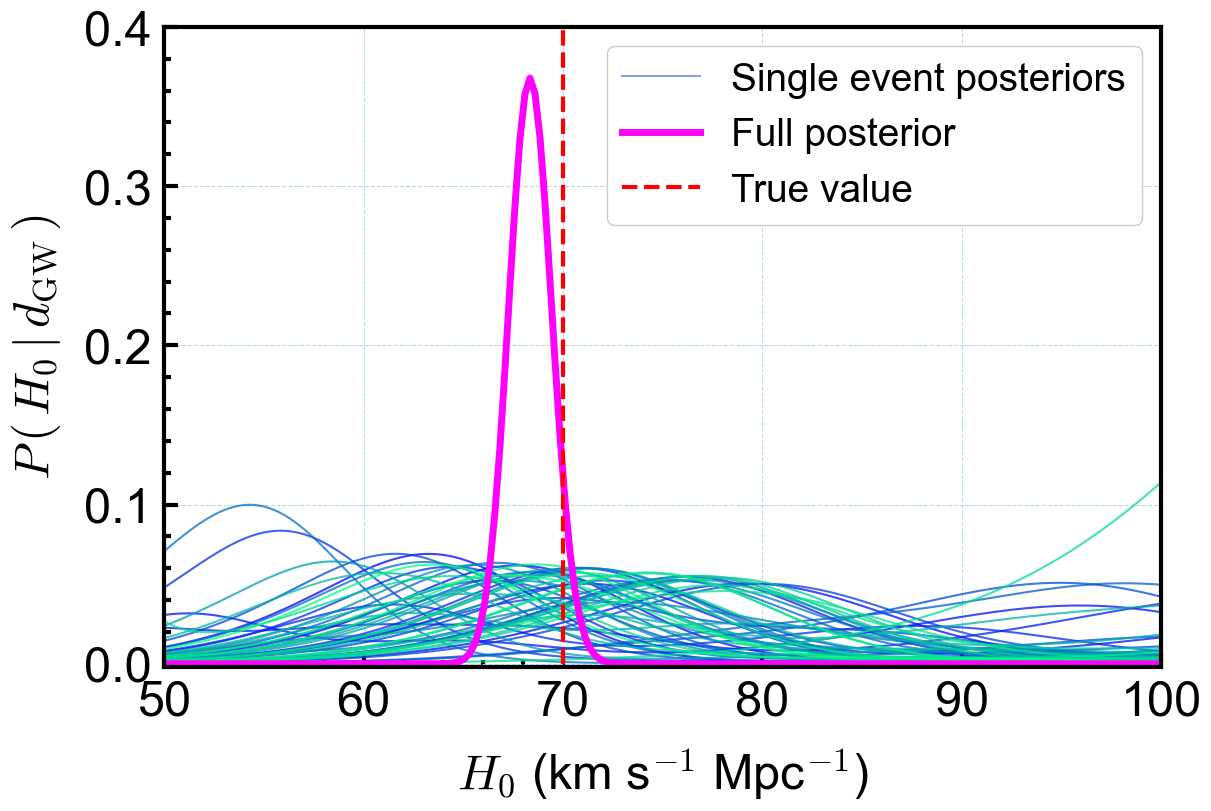 0.4
0.3
0.2
0.1
0.0
P( H₀ | d_GW )
Single event posteriors
Full posterior
True value
50 60 70 80 90 100
H₀ (km s⁻¹ Mpc⁻¹)